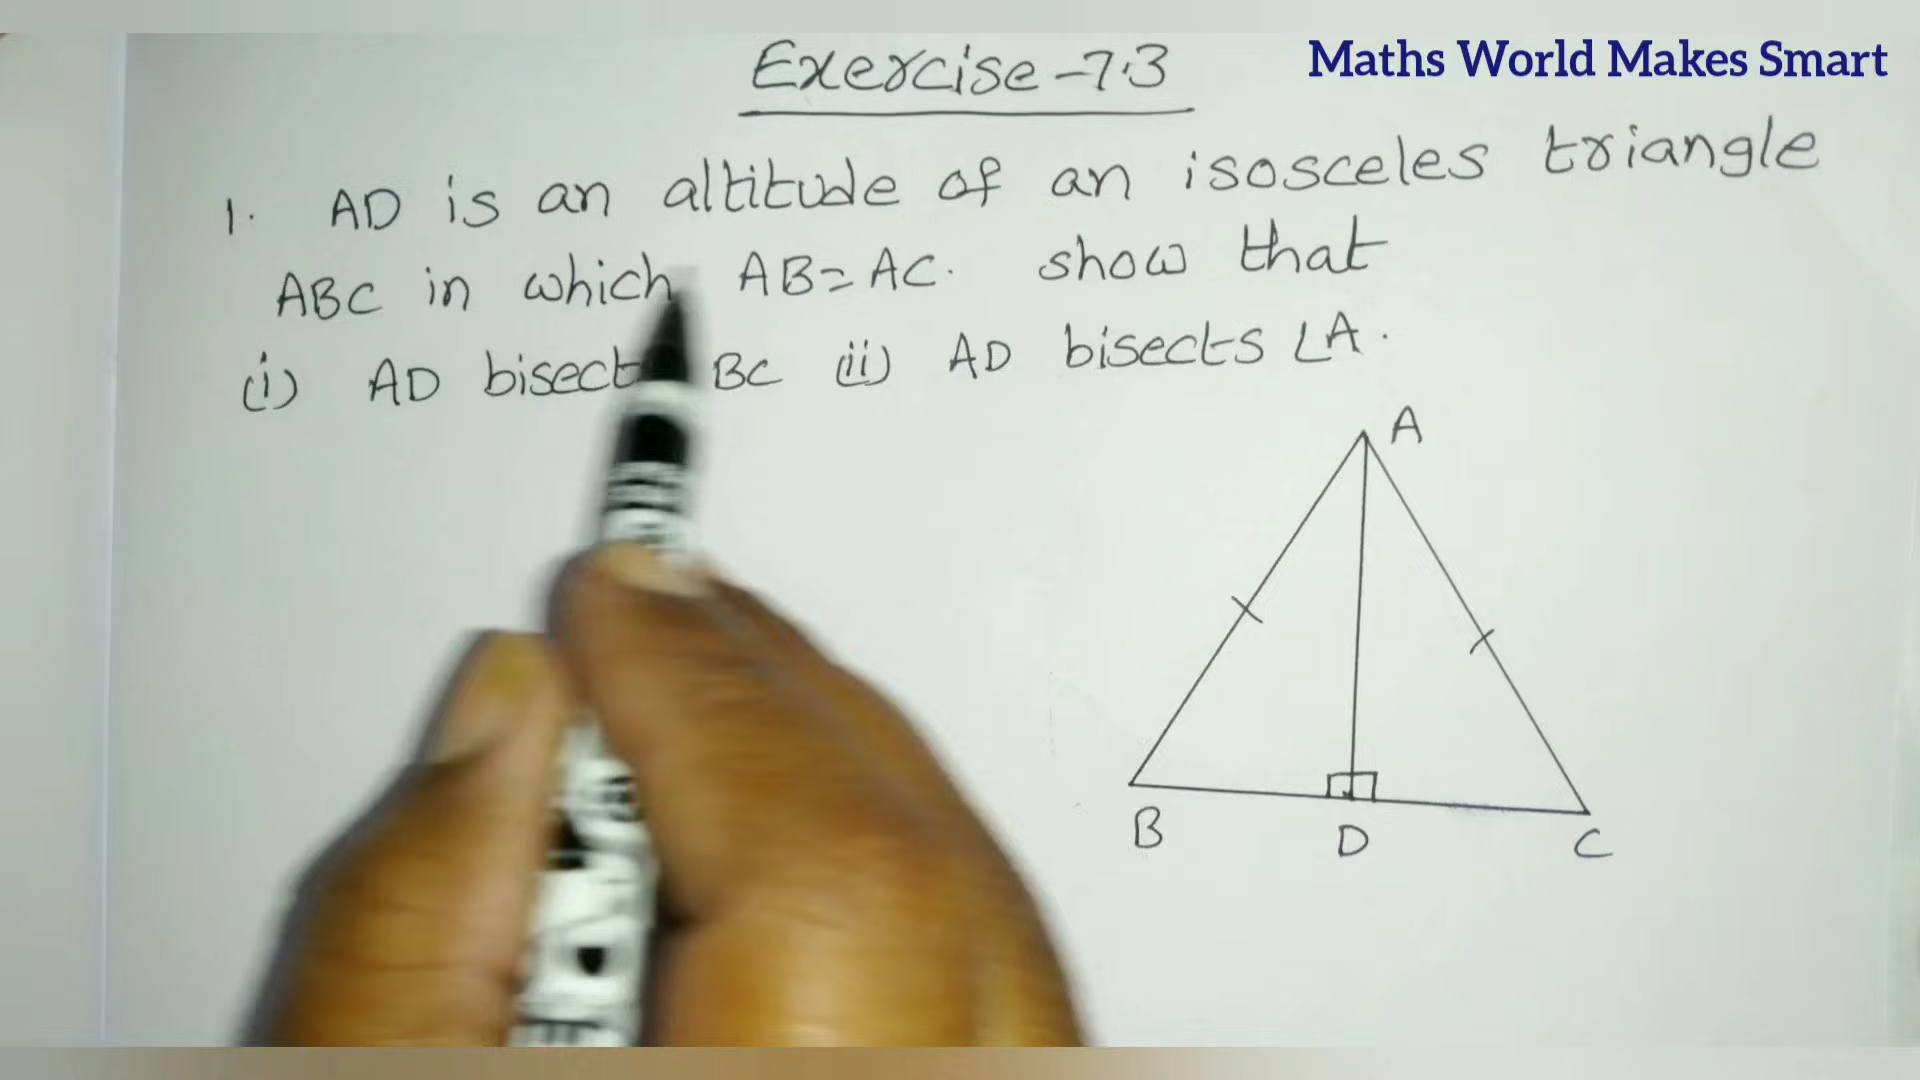 Exercise-7.3
Maths World Makes Smart
1. AD is an altitude of an isosceles triangle
ABC in which AB=AC. show that
(i) AD bisect BC (ii) AD bisects ∠A.
A
B
D
C